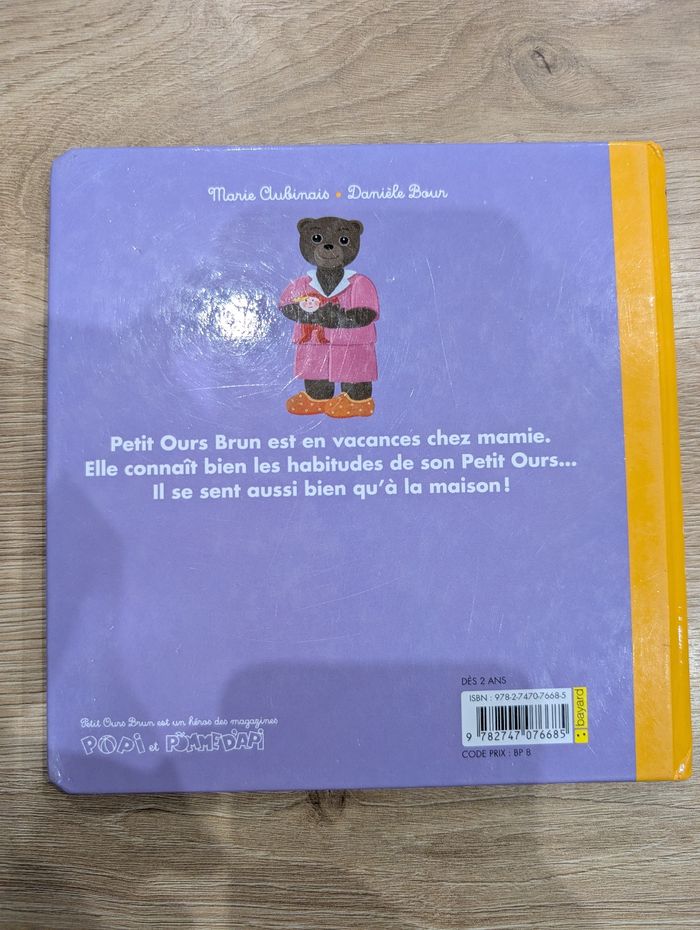 Marie Aubinais • Danièle Bour
Petit Ours Brun est en vacances chez mamie.
Elle connaît bien les habitudes de son Petit Ours...
Il se sent aussi bien qu'à la maison !
DÈS 2 ANS
ISBN : 978-2-7470-7668-5
9 782747 076685
bayard
CODE PRIX : BP 8
Petit Ours Brun est un héros des magazines
POPi et POMME D'API